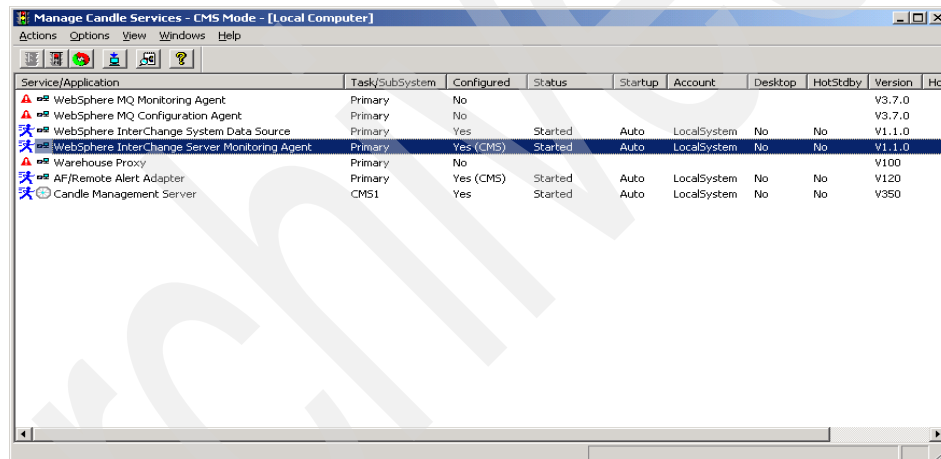 Manage Candle Services - CMS Mode - [Local Computer]
Actions Options View Windows Help
Service/Application Task/SubSystem Configured Status Startup Account Desktop HotStdby Version Ho
WebSphere MQ Monitoring Agent Primary No V3.7.0
WebSphere MQ Configuration Agent Primary No V3.7.0
WebSphere InterChange System Data Source Primary Yes Started Auto LocalSystem No No V1.1.0
WebSphere InterChange Server Monitoring Agent Primary Yes (CMS) Started Auto LocalSystem No No V1.1.0
Warehouse Proxy Primary No V100
AF/Remote Alert Adapter Primary Yes (CMS) Started Auto LocalSystem No No V120
Candle Management Server CMS1 Yes Started Auto LocalSystem No No V350